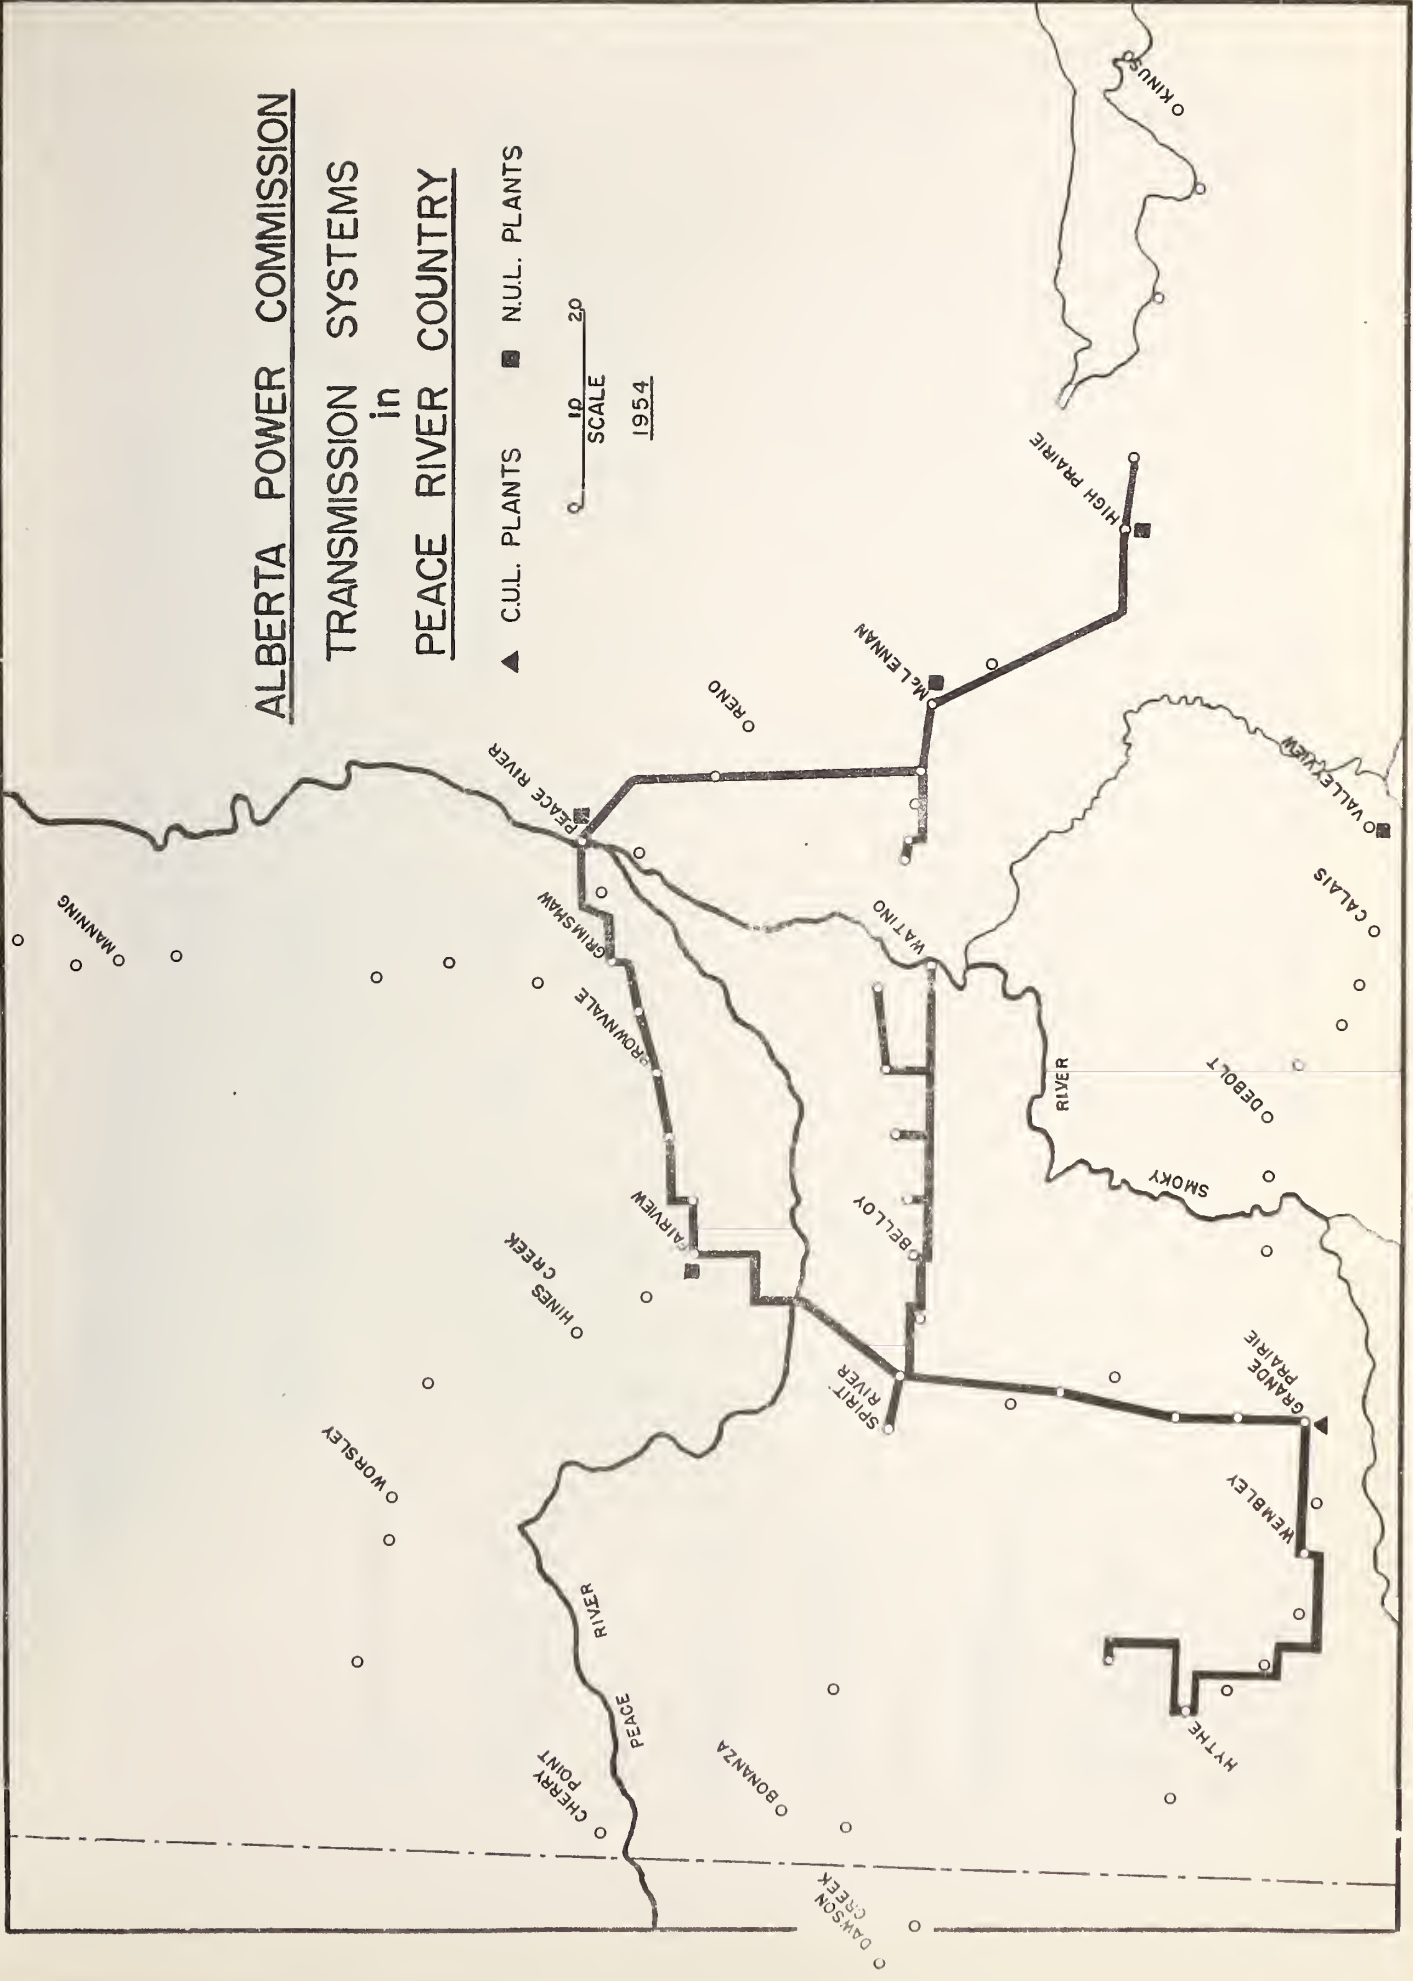 ALBERTA POWER COMMISSION
TRANSMISSION SYSTEMS
in
PEACE RIVER COUNTRY
▲ C.U.L. PLANTS ■ N.U.L. PLANTS
0 10 20
SCALE
1954
MANNING
WORSLEY
HINES
CREEK
CHERRY
POINT
PEACE RIVER
GRIMSHAW
BROWNVALE
FAIRVIEW
PEACE RIVER
RENO
McLENNAN
HIGH PRAIRIE
KINUS
WATINO
BELLOY
SPIRIT
RIVER
BONANZA
DAWSON
CREEK
SMOKY RIVER
VALLEYVIEW
CALAIS
DEBOLT
GRANDE
PRAIRIE
WEMBLEY
HYTHE